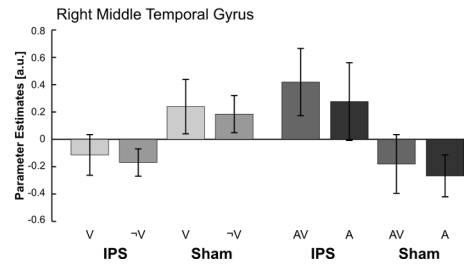 Right Middle Temporal Gyrus
Parameter Estimates [a.u.]
0.8
0.6
0.4
0.2
0
-0.2
-0.4
-0.6
V ¬V V ¬V AV A AV A
IPS Sham IPS Sham